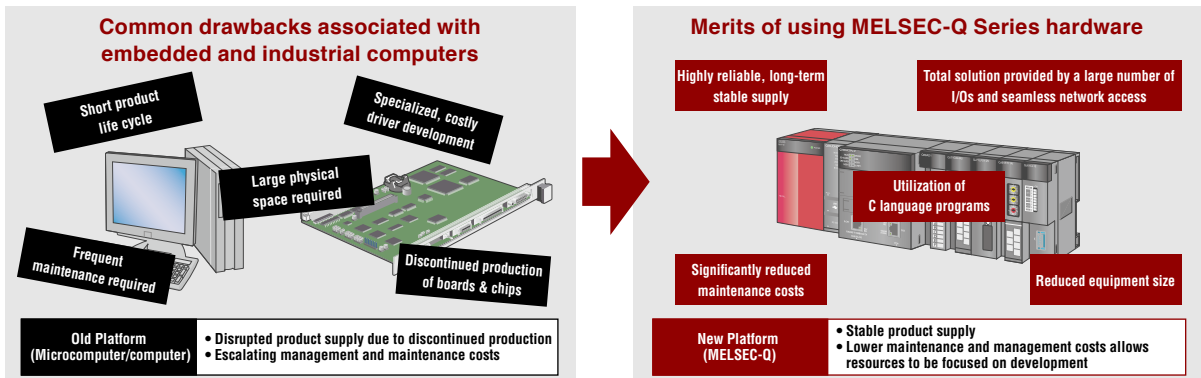 Common drawbacks associated with
embedded and industrial computers
Short product
life cycle
Specialized, costly
driver development
Large physical
space required
Frequent
maintenance required
Discontinued production
of boards & chips
Old Platform
(Microcomputer/computer)
• Disrupted product supply due to discontinued production
• Escalating management and maintenance costs
Merits of using MELSEC-Q Series hardware
Highly reliable, long-term
stable supply
Total solution provided by a large number of
I/Os and seamless network access
Utilization of
C language programs
Significantly reduced
maintenance costs
Reduced equipment size
New Platform
(MELSEC-Q)
• Stable product supply
• Lower maintenance and management costs allows
resources to be focused on development